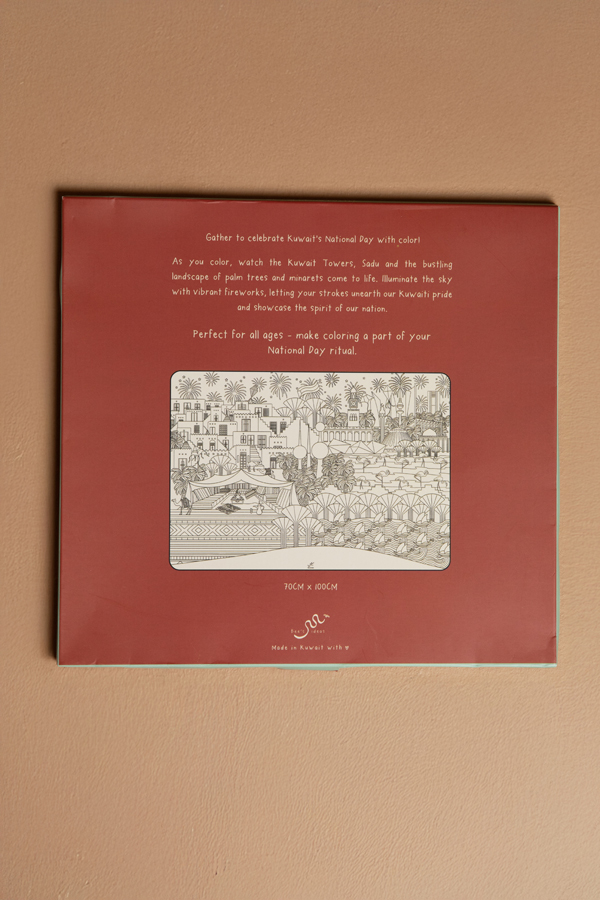 Gather to celebrate Kuwait's National Day with color!
As you color, watch the Kuwait Towers, Sadu and the bustling
landscape of palm trees and minarets come to life. Illuminate the sky
with vibrant fireworks, letting your strokes unearth our Kuwaiti pride
and showcase the spirit of our nation.
Perfect for all ages - make coloring a part of your
National Day ritual.
70CM x 100CM
Made in Kuwait with ♥